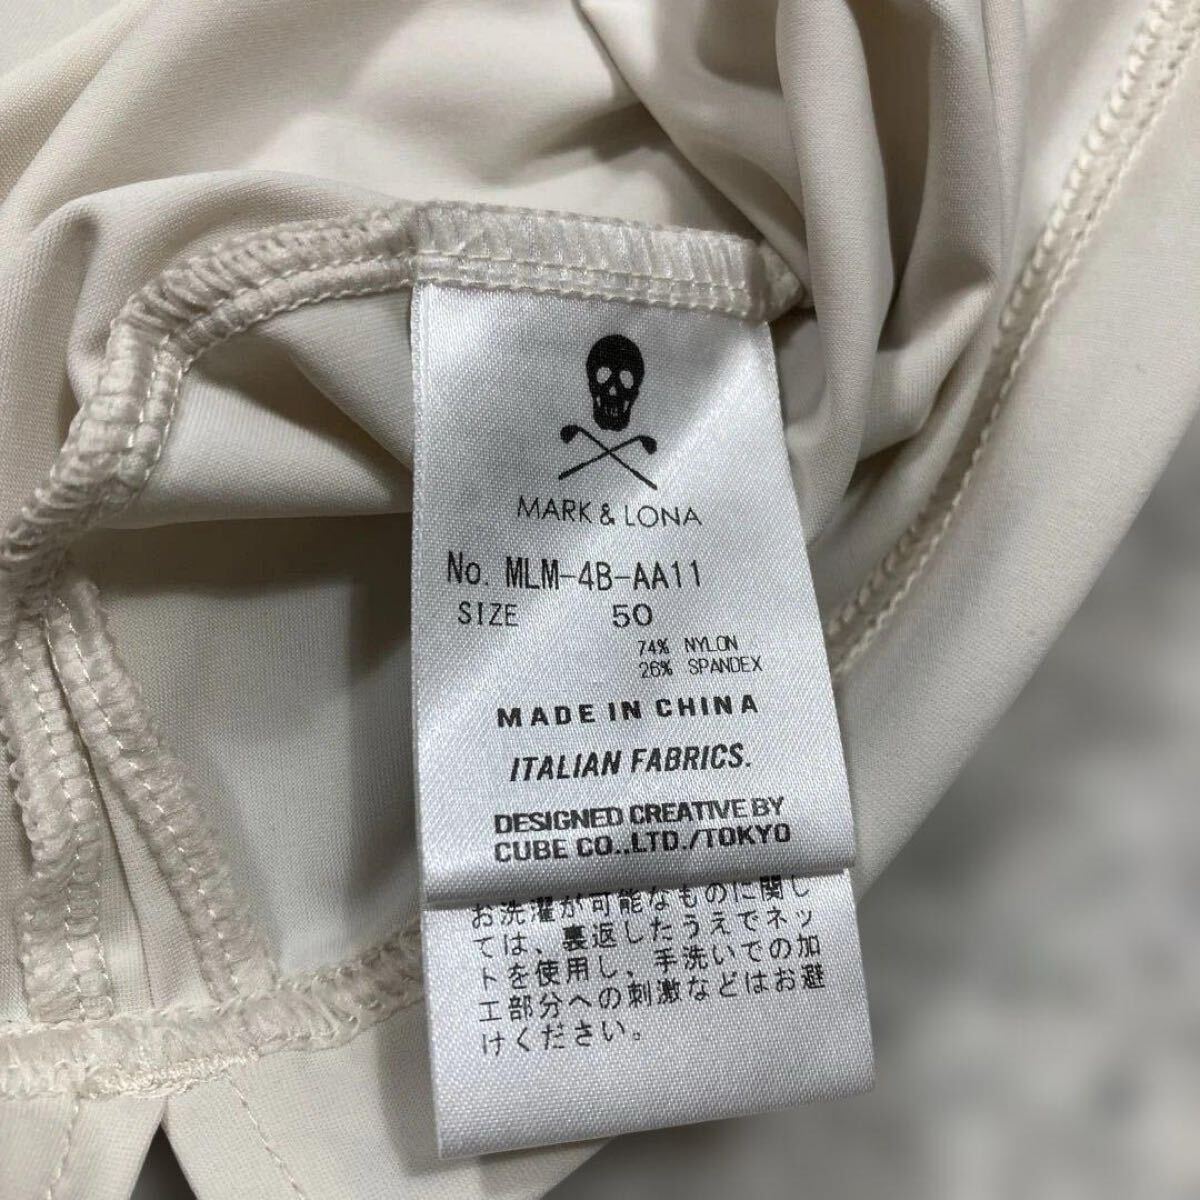 MARK & LONA
No. MLM-4B-AA11
SIZE 50
74% NYLON
26% SPANDEX
MADE IN CHINA
ITALIAN FABRICS.
DESIGNED CREATIVE BY
CUBE CO.,LTD./TOKYO
お洗濯が可能なものに関し
ては、裏返したうえでネッ
トを使用し、手洗いでの加
工部分への刺激などはお避
けください。